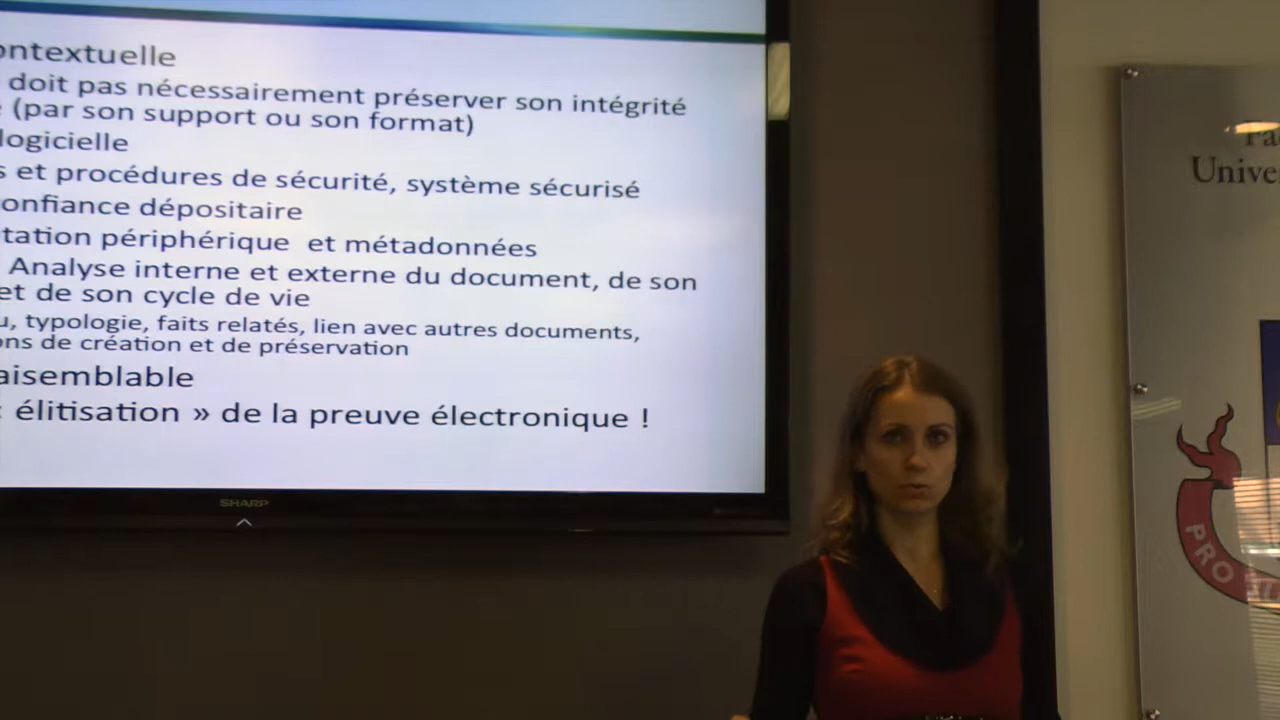 ontextuelle
doit pas nécessairement préserver son intégrité
(par son support ou son format)
logicielle
s et procédures de sécurité, système sécurisé
onfiance dépositaire
tation périphérique et métadonnées
Analyse interne et externe du document, de son
et de son cycle de vie
u, typologie, faits relatés, lien avec autres documents,
ons de création et de préservation
aisemblable
élitisation » de la preuve électronique !
SHARP
Fa
Unive
PRO